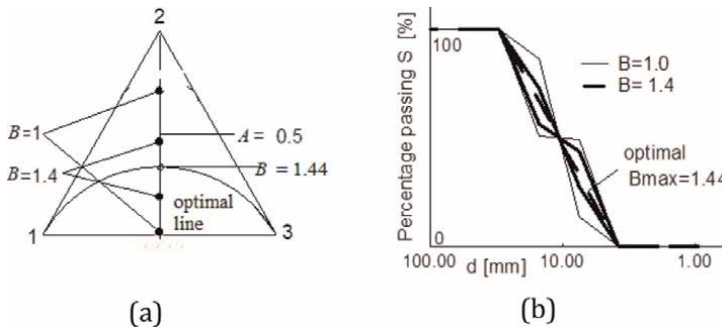 2
B=1
A= 0.5
B=1.4
B = 1.44
optimal
line
1
3
(a)
Percentage passing S [%]
100
0
B=1.0
B= 1.4
optimal
Bmax=1.44
100.00
10.00
1.00
d [mm]
(b)